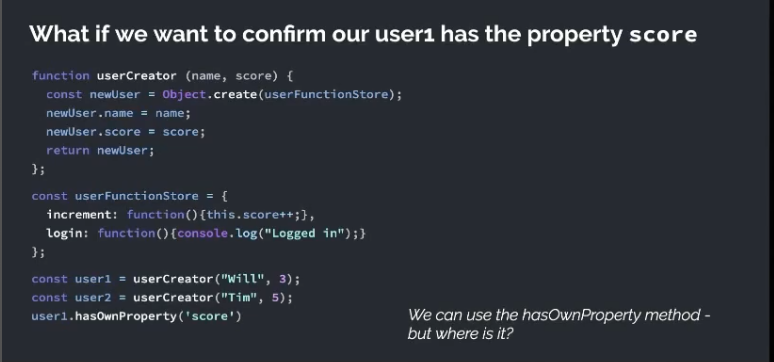 What if we want to confirm our user1 has the property score
function userCreator (name, score) {
const newUser = Object.create(userFunctionStore);
newUser.name = name;
newUser.score = score;
return newUser;
};
const userFunctionStore = {
increment: function(){this.score++;},
login: function(){console.log("Logged in");}
};
const user1 = userCreator("Will", 3);
const user2 = userCreator("Tim", 5);
user1.hasOwnProperty('score')
We can use the hasOwnProperty method -
but where is it?